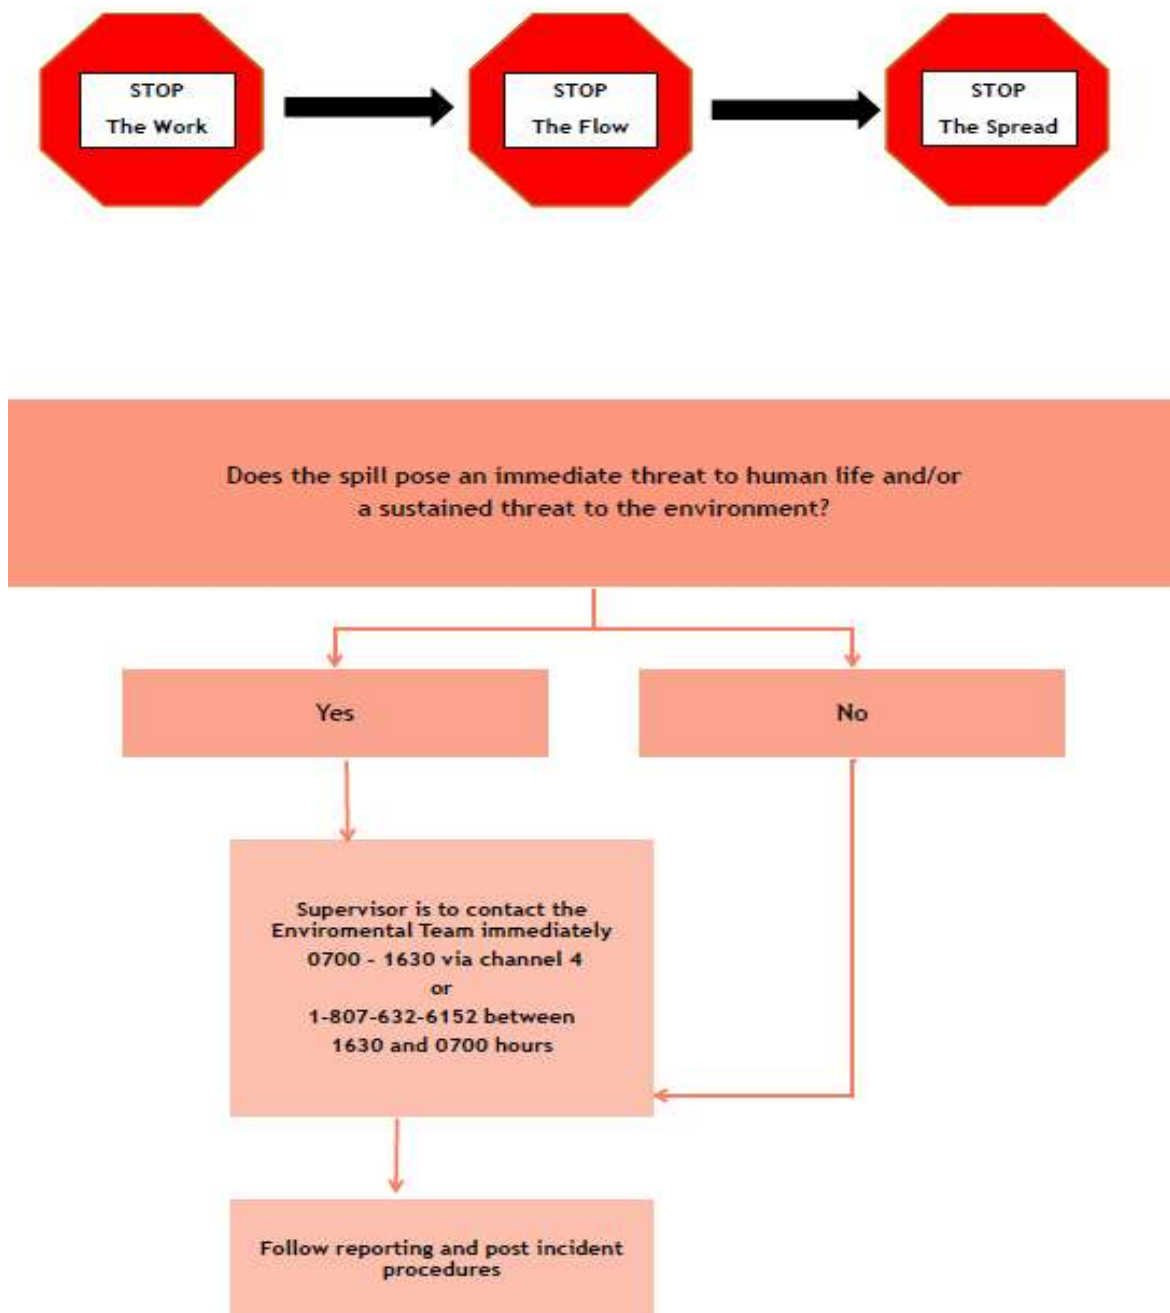 STOP
The Work
STOP
The Flow
STOP
The Spread
Does the spill pose an immediate threat to human life and/or
a sustained threat to the environment?
Yes
No
Supervisor is to contact the
Enviromental Team immediately
0700 - 1630 via channel 4
or
1-807-632-6152 between
1630 and 0700 hours
Follow reporting and post incident
procedures